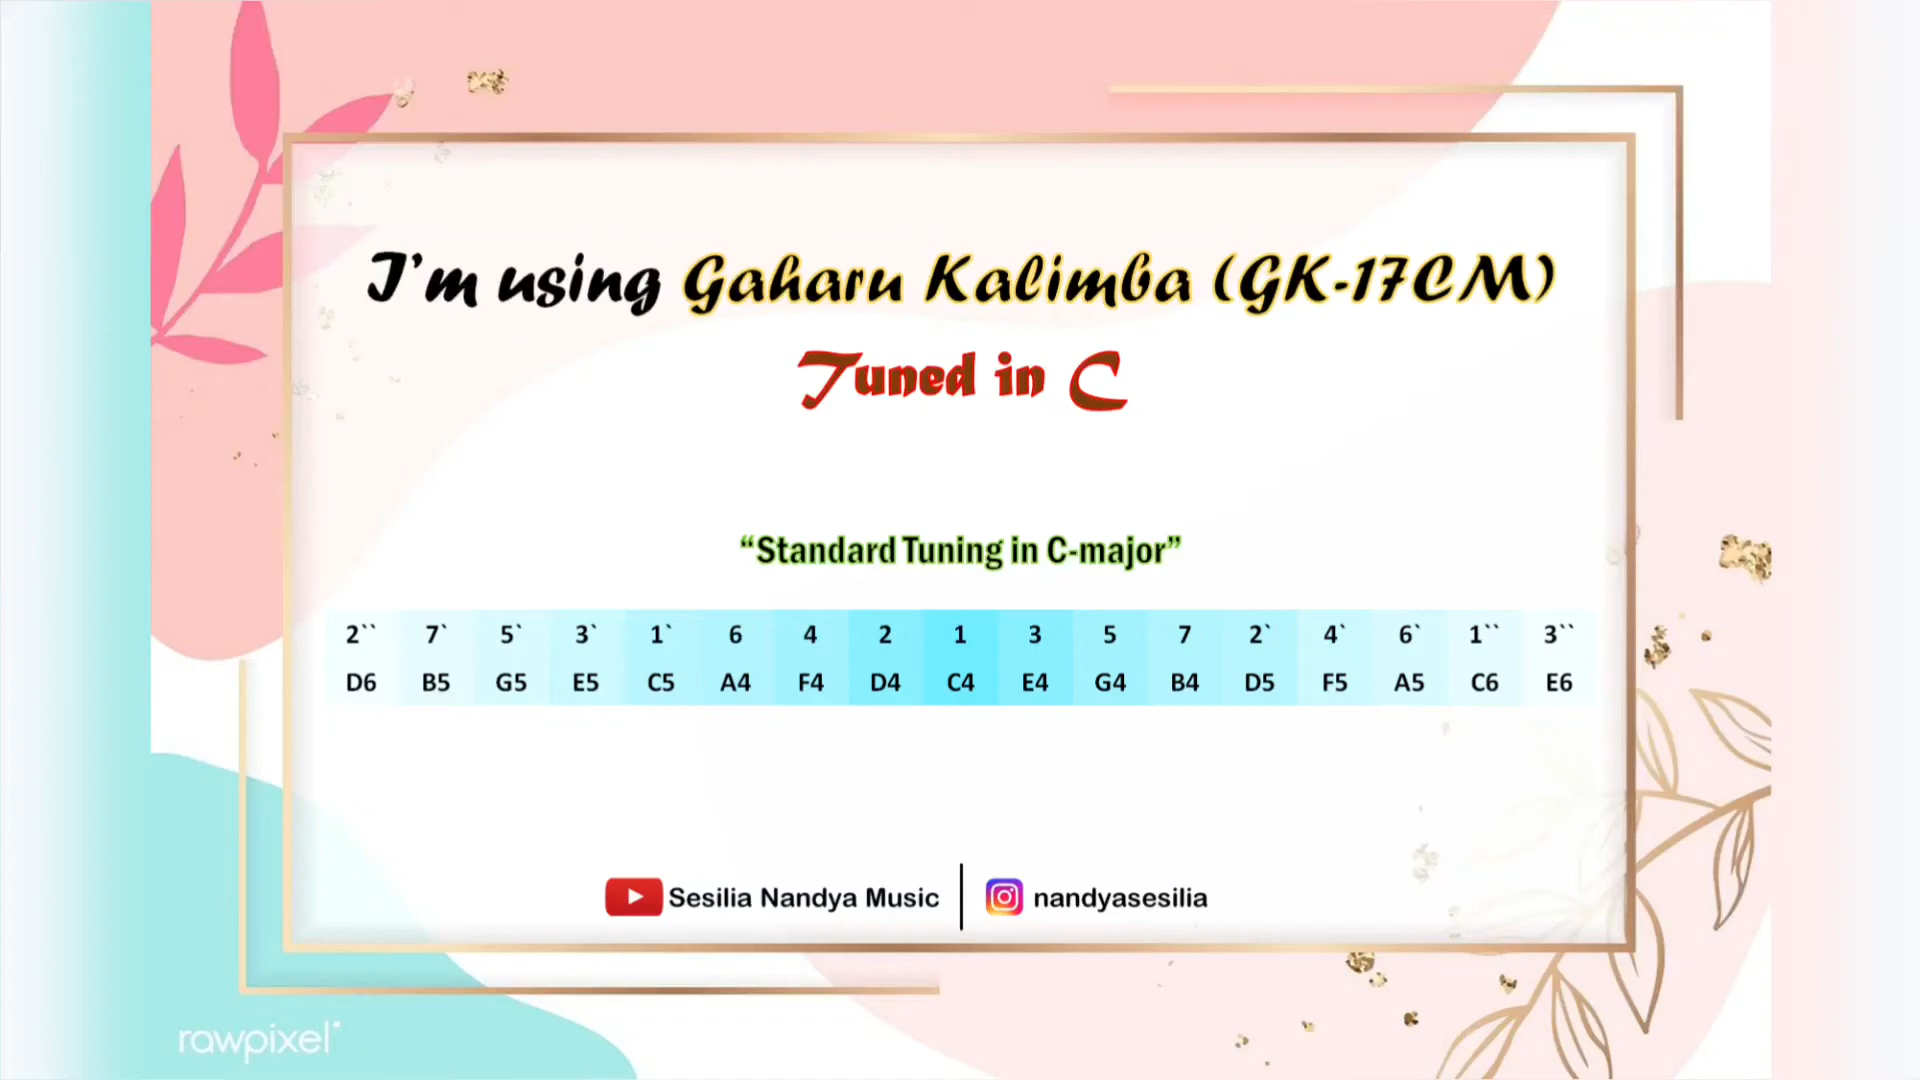 I'm using Gaharu Kalimba (GK-17CM)
Tuned in C
“Standard Tuning in C-major”
2`` 7` 5` 3` 1` 6 4 2 1 3 5 7 2` 4` 6` 1`` 3``
D6 B5 G5 E5 C5 A4 F4 D4 C4 E4 G4 B4 D5 F5 A5 C6 E6
Sesilia Nandya Music nandyasesilia
rawpixel